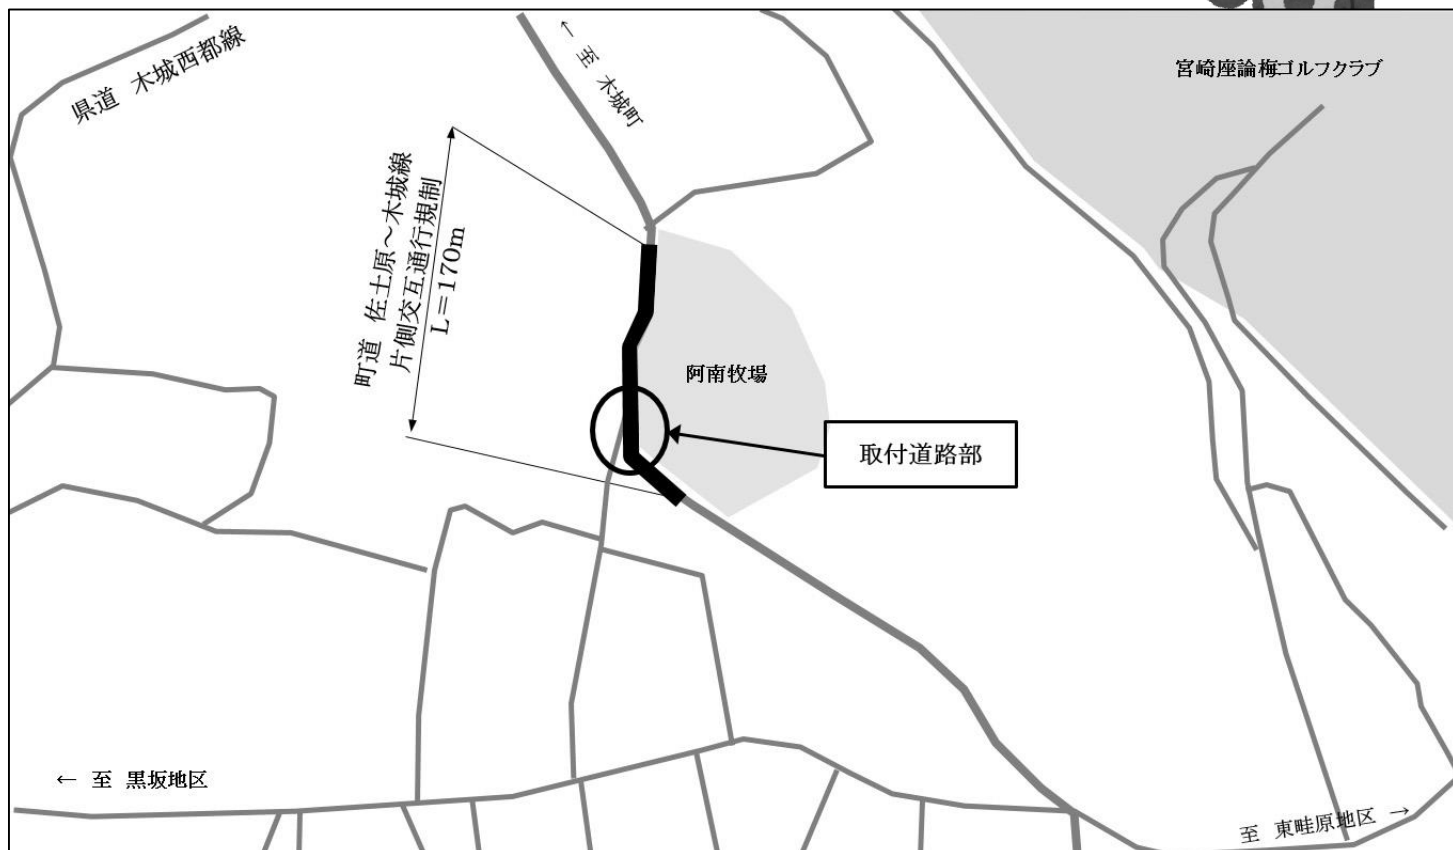 県道 木城西都線
← 至 木城町
宮崎座論梅ゴルフクラブ
町道 佐土原～木城線
片側交互通行規制
L＝170m
阿南牧場
取付道路部
← 至 黒坂地区
至 東畦原地区 →